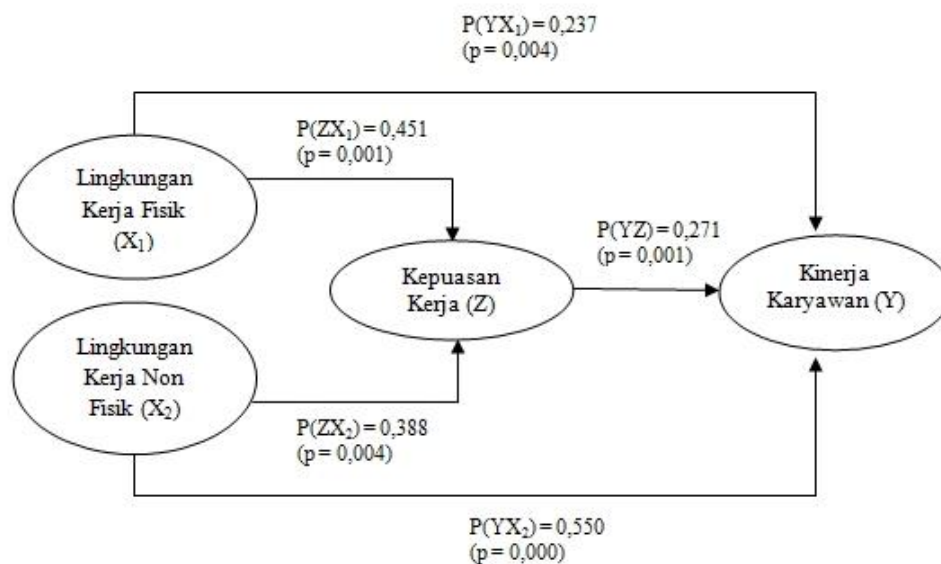 P(YX₁) = 0,237
(p = 0,004)
P(ZX₁) = 0,451
(p = 0,001)
Lingkungan
Kerja Fisik
(X₁)
P(YZ) = 0,271
(p = 0,001)
Kepuasan
Kerja (Z)
Kinerja
Karyawan (Y)
Lingkungan
Kerja Non
Fisik (X₂)
P(ZX₂) = 0,388
(p = 0,004)
P(YX₂) = 0,550
(p = 0,000)